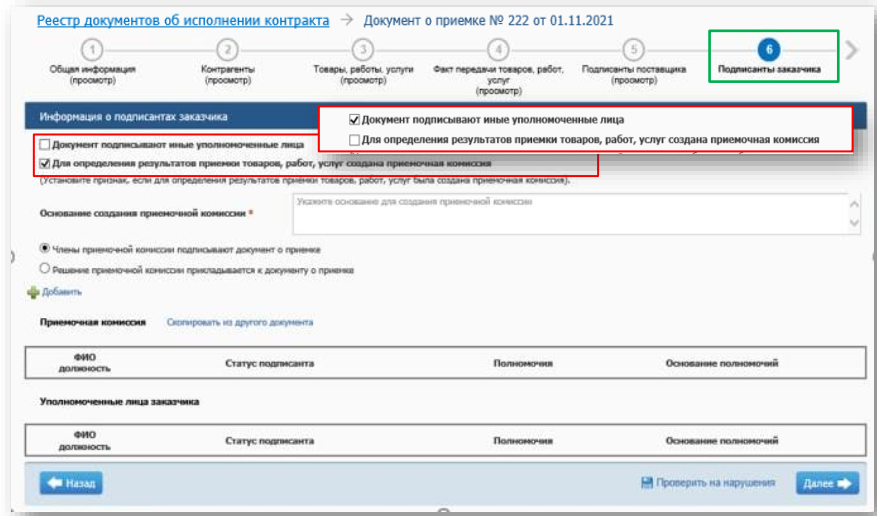 Реестр документов об исполнении контракта → Документ о приемке № 222 от 01.11.2021
1
Общая информация
(просмотр)
2
Контрагенты
(просмотр)
3
Товары, работы, услуги
(просмотр)
4
Факт передачи товаров, работ,
услуг
(просмотр)
5
Подписанты поставщика
(просмотр)
6
Подписанты заказчика
Информация о подписантах заказчика
Документ подписывают иные уполномоченные лица
Для определения результатов приемки товаров, работ, услуг создана приемочная комиссия
Документ подписывают иные уполномоченные лица
Для определения результатов приемки товаров, работ, услуг создана приемочная комиссия
(Установите признак, если для определения результатов приемки товаров, работ, услуг была создана приемочная комиссия).
Основание создания приемочной комиссии *
Укажите основание для создания приемочной комиссии
Члены приемочной комиссии подписывают документ о приемке
Решение приемочной комиссии прикладывается к документу о приемке
Добавить
Приемочная комиссия Скопировать из другого документа
ФИО
должность
Статус подписанта
Полномочия
Основание полномочий
Уполномоченные лица заказчика
ФИО
должность
Статус подписанта
Полномочия
Основание полномочий
Назад
Проверить на нарушения
Далее